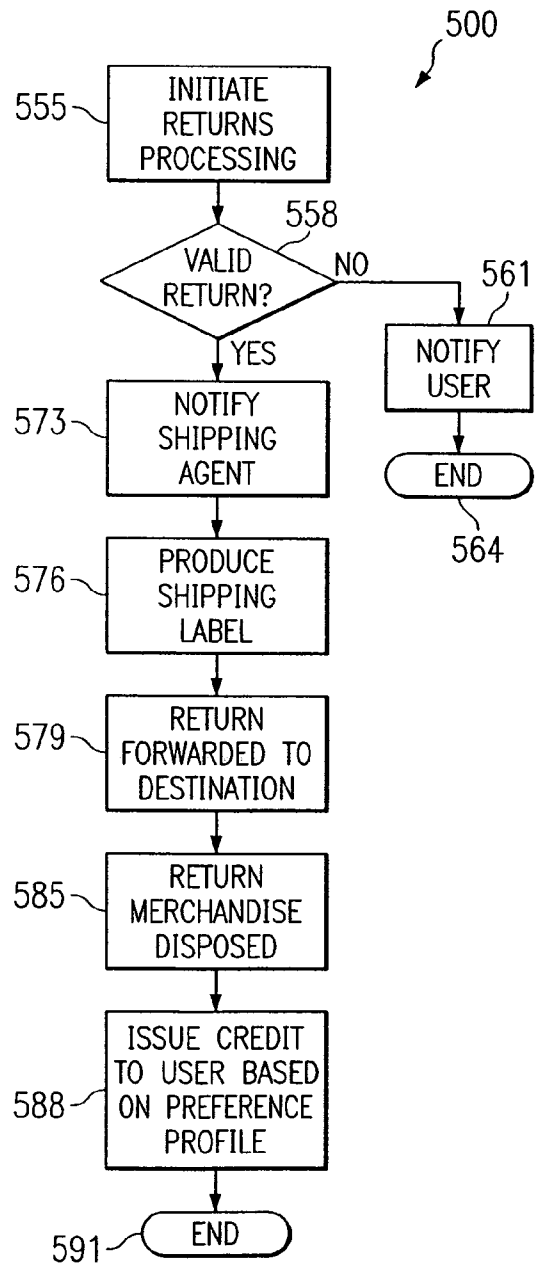 500
555
INITIATE
RETURNS
PROCESSING
558
VALID
RETURN?
NO
561
NOTIFY
USER
END
564
YES
573
NOTIFY
SHIPPING
AGENT
576
PRODUCE
SHIPPING
LABEL
579
RETURN
FORWARDED TO
DESTINATION
585
RETURN
MERCHANDISE
DISPOSED
588
ISSUE CREDIT
TO USER BASED
ON PREFERENCE
PROFILE
END
591